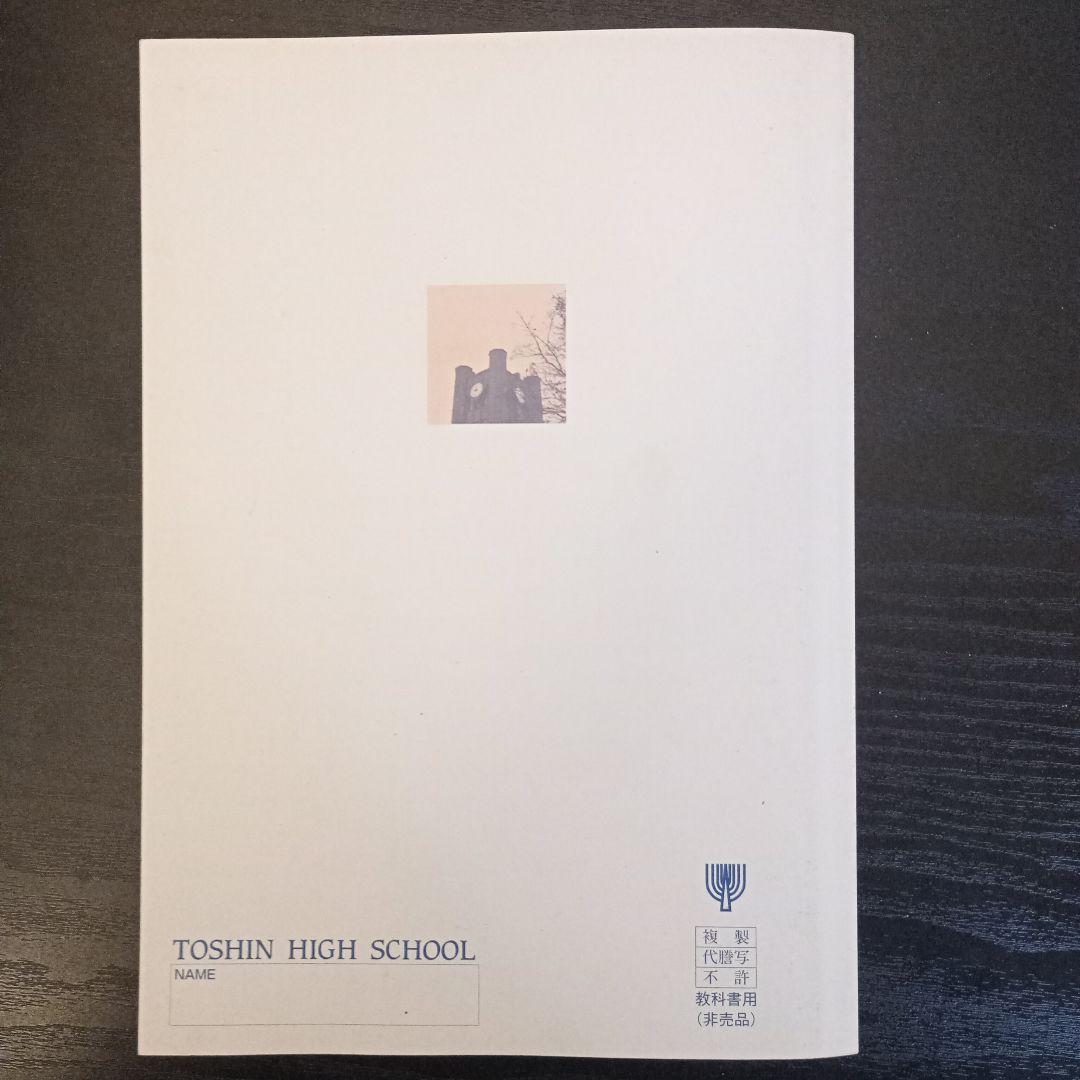 TOSHIN HIGH SCHOOL
NAME
複 製
代謄写
不 許
教科書用
(非売品)